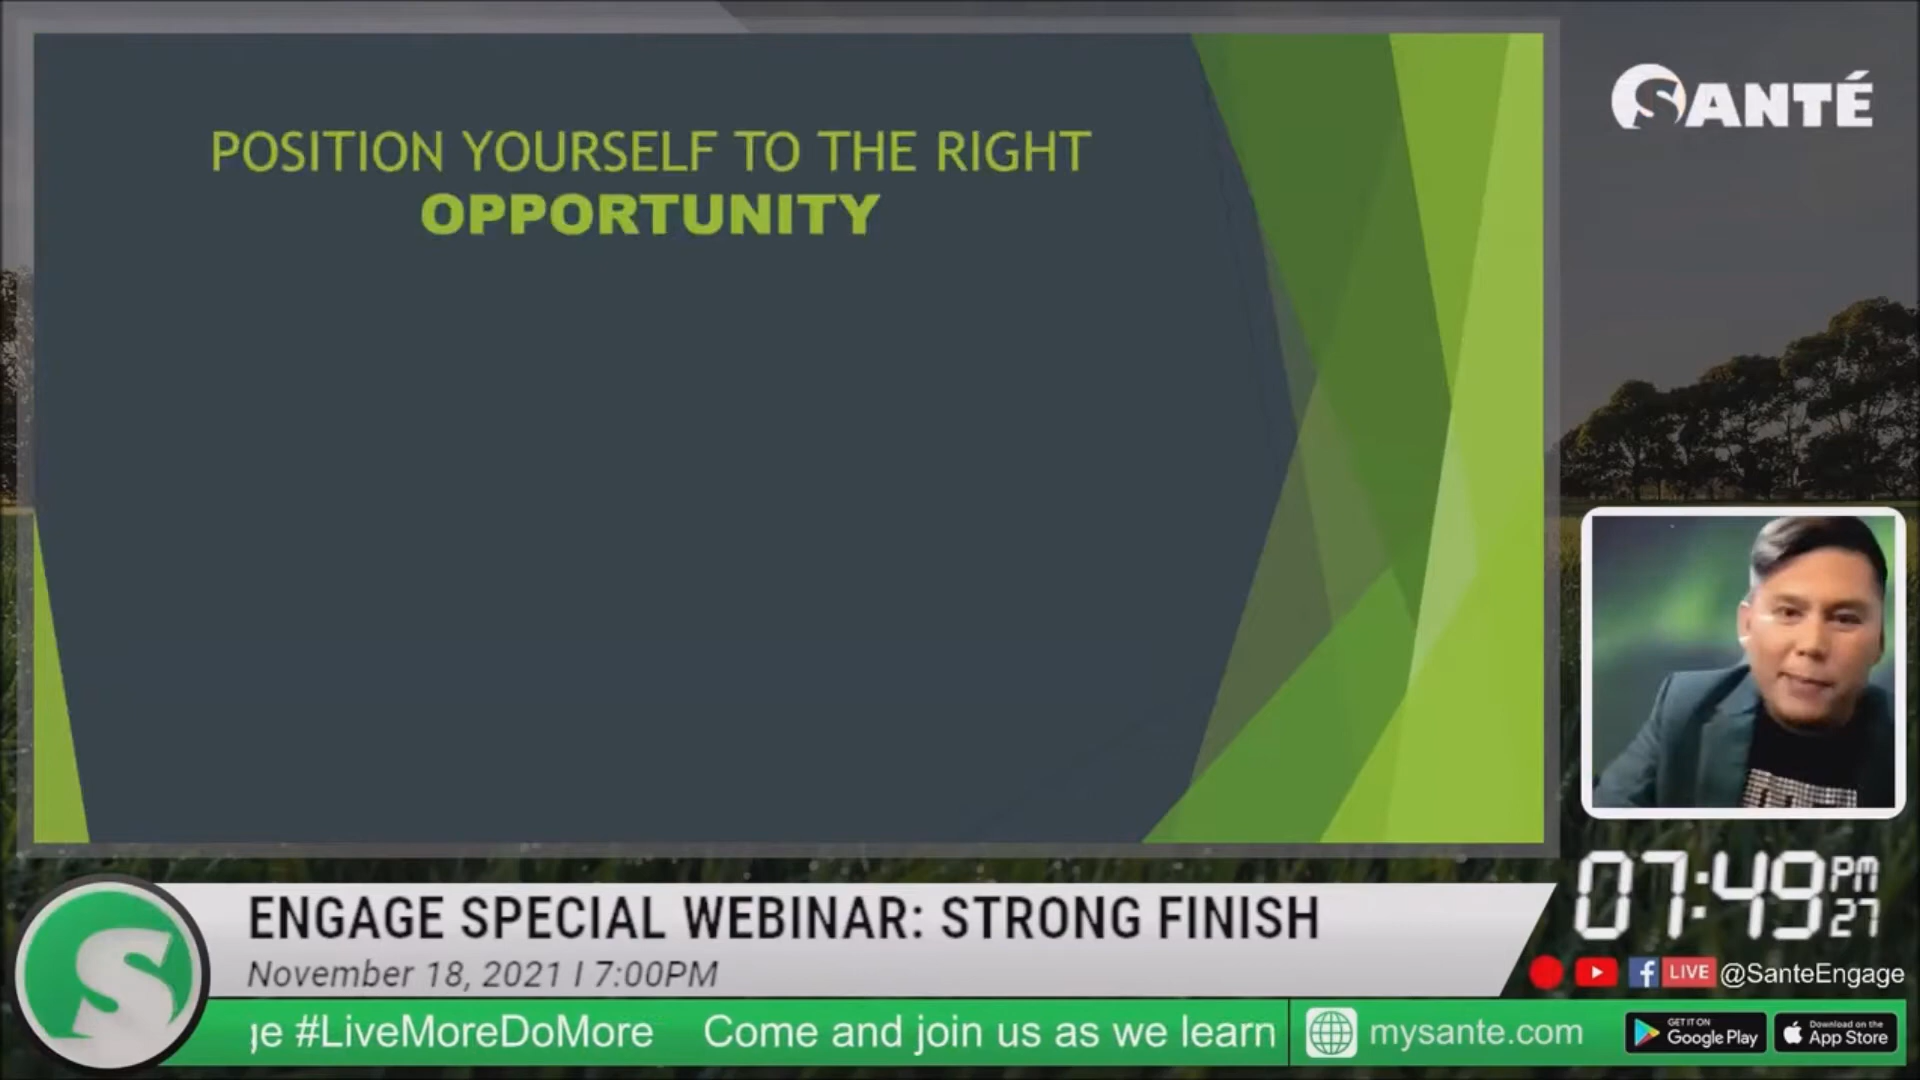 POSITION YOURSELF TO THE RIGHT
OPPORTUNITY
SANTÉ
07:49 PM 27
ENGAGE SPECIAL WEBINAR: STRONG FINISH
November 18, 2021 | 7:00PM
LIVE @SanteEngage
ge #LiveMoreDoMore Come and join us as we learn
mysante.com
GET IT ON
Google Play
Download on the
App Store